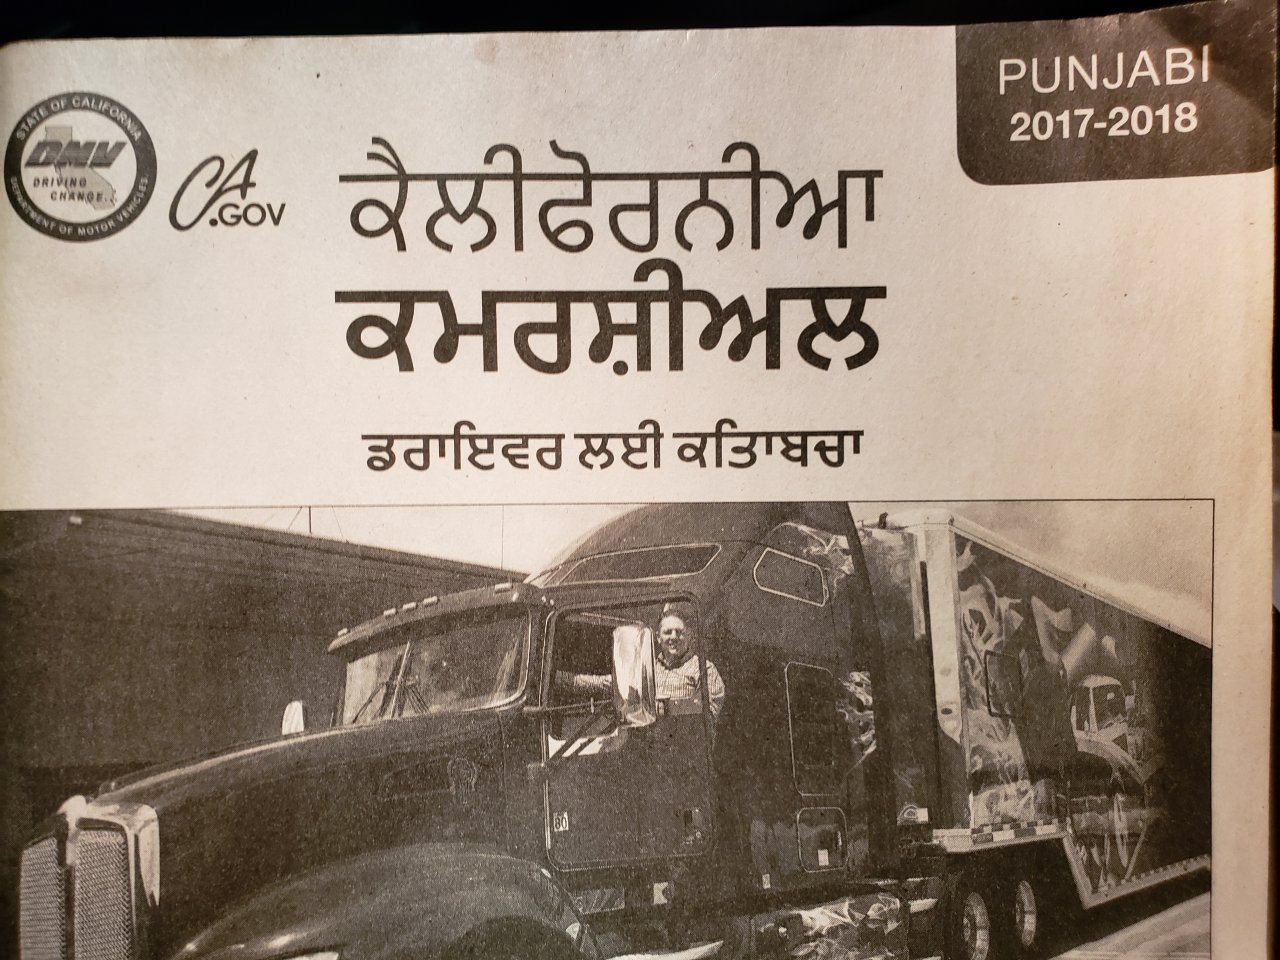 PUNJABI
2017-2018
STATE OF CALIFORNIA
DMV
DRIVING
CHANGE..
DEPARTMENT OF MOTOR VEHICLES
CA
.GOV
ਕੈਲੀਫੋਰਨੀਆ
ਕਮਰਸ਼ੀਅਲ
ਡਰਾਇਵਰ ਲਈ ਕਤਿਾਬਚਾ
80